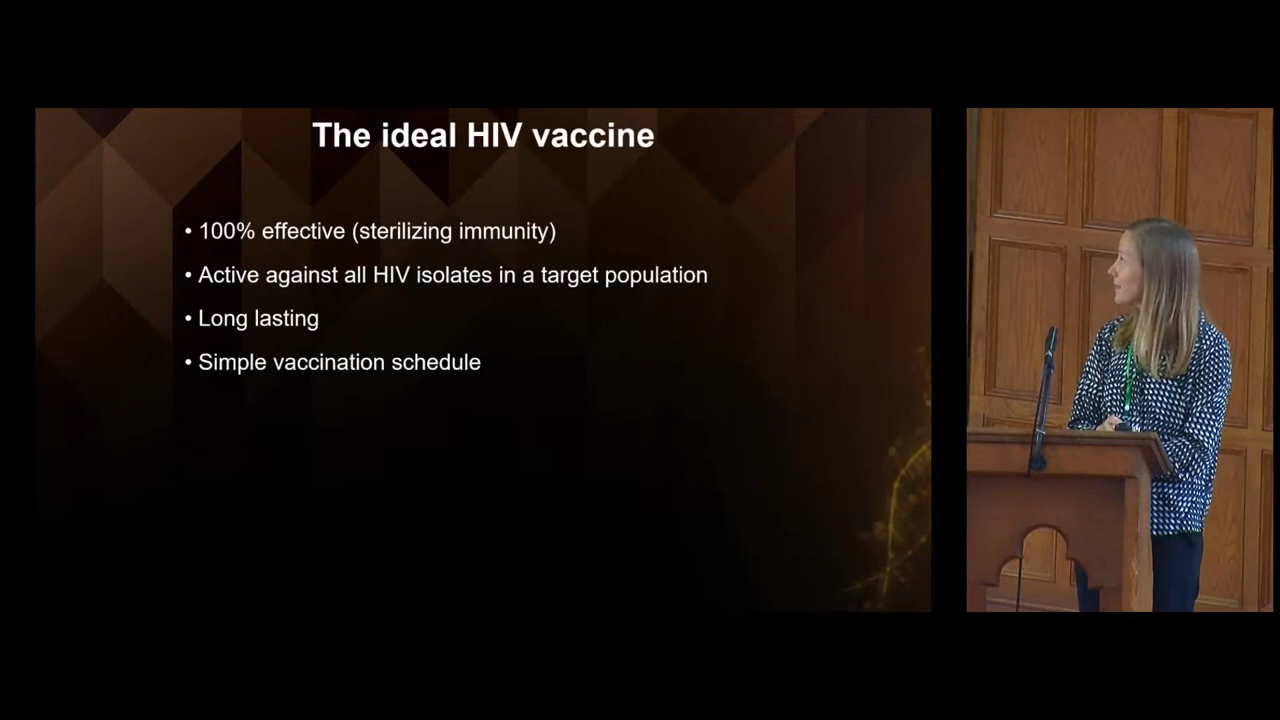 The ideal HIV vaccine
• 100% effective (sterilizing immunity)
• Active against all HIV isolates in a target population
• Long lasting
• Simple vaccination schedule